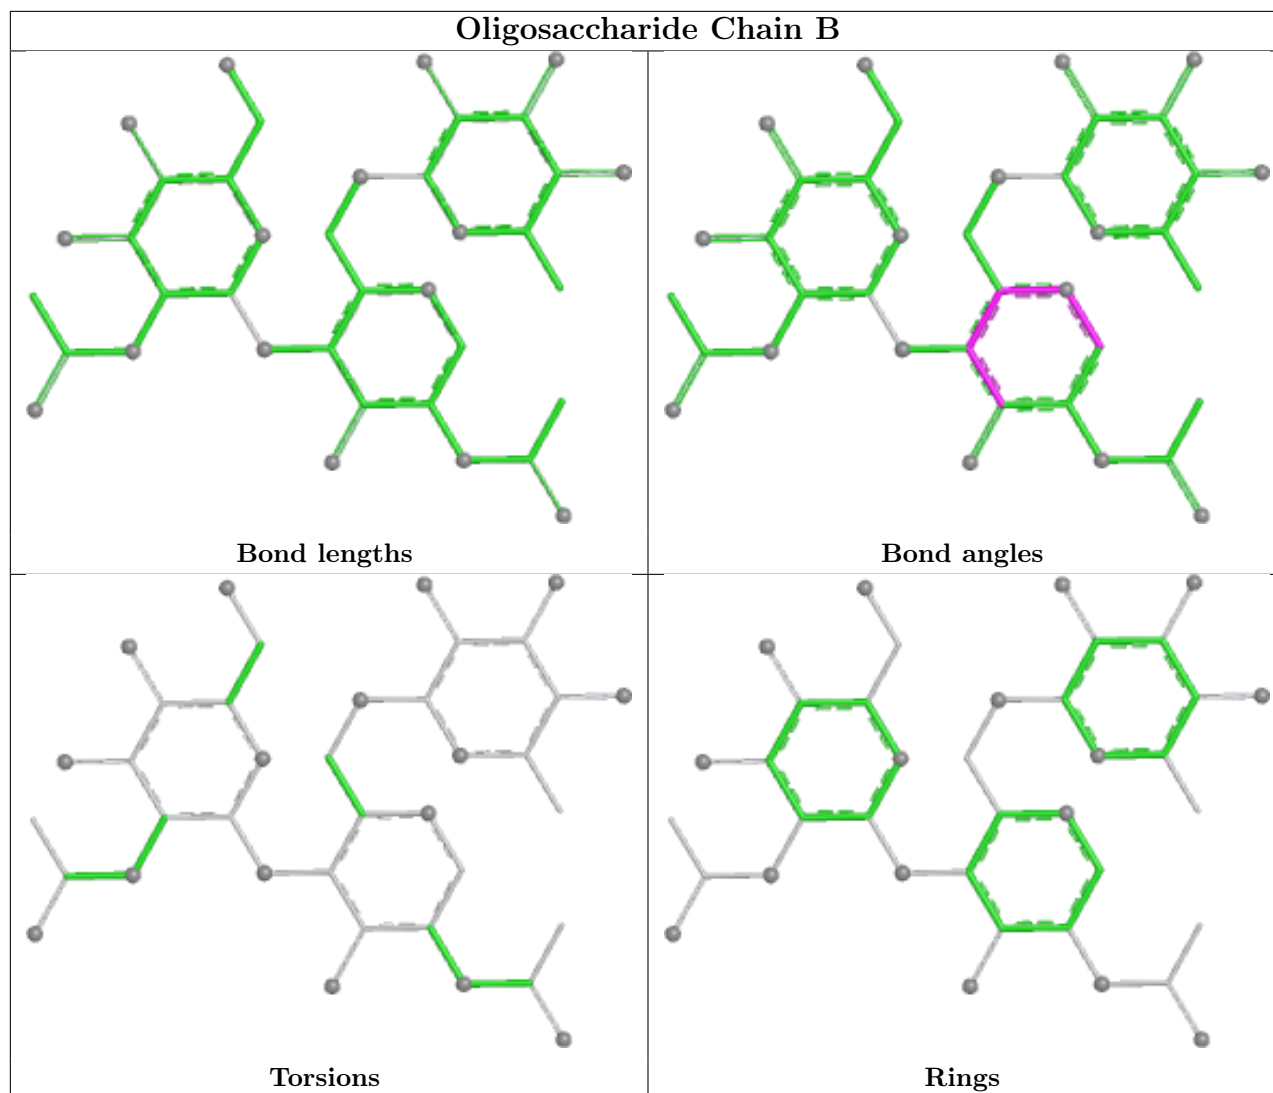 Oligosaccharide Chain B
Bond lengths
Bond angles
Torsions
Rings